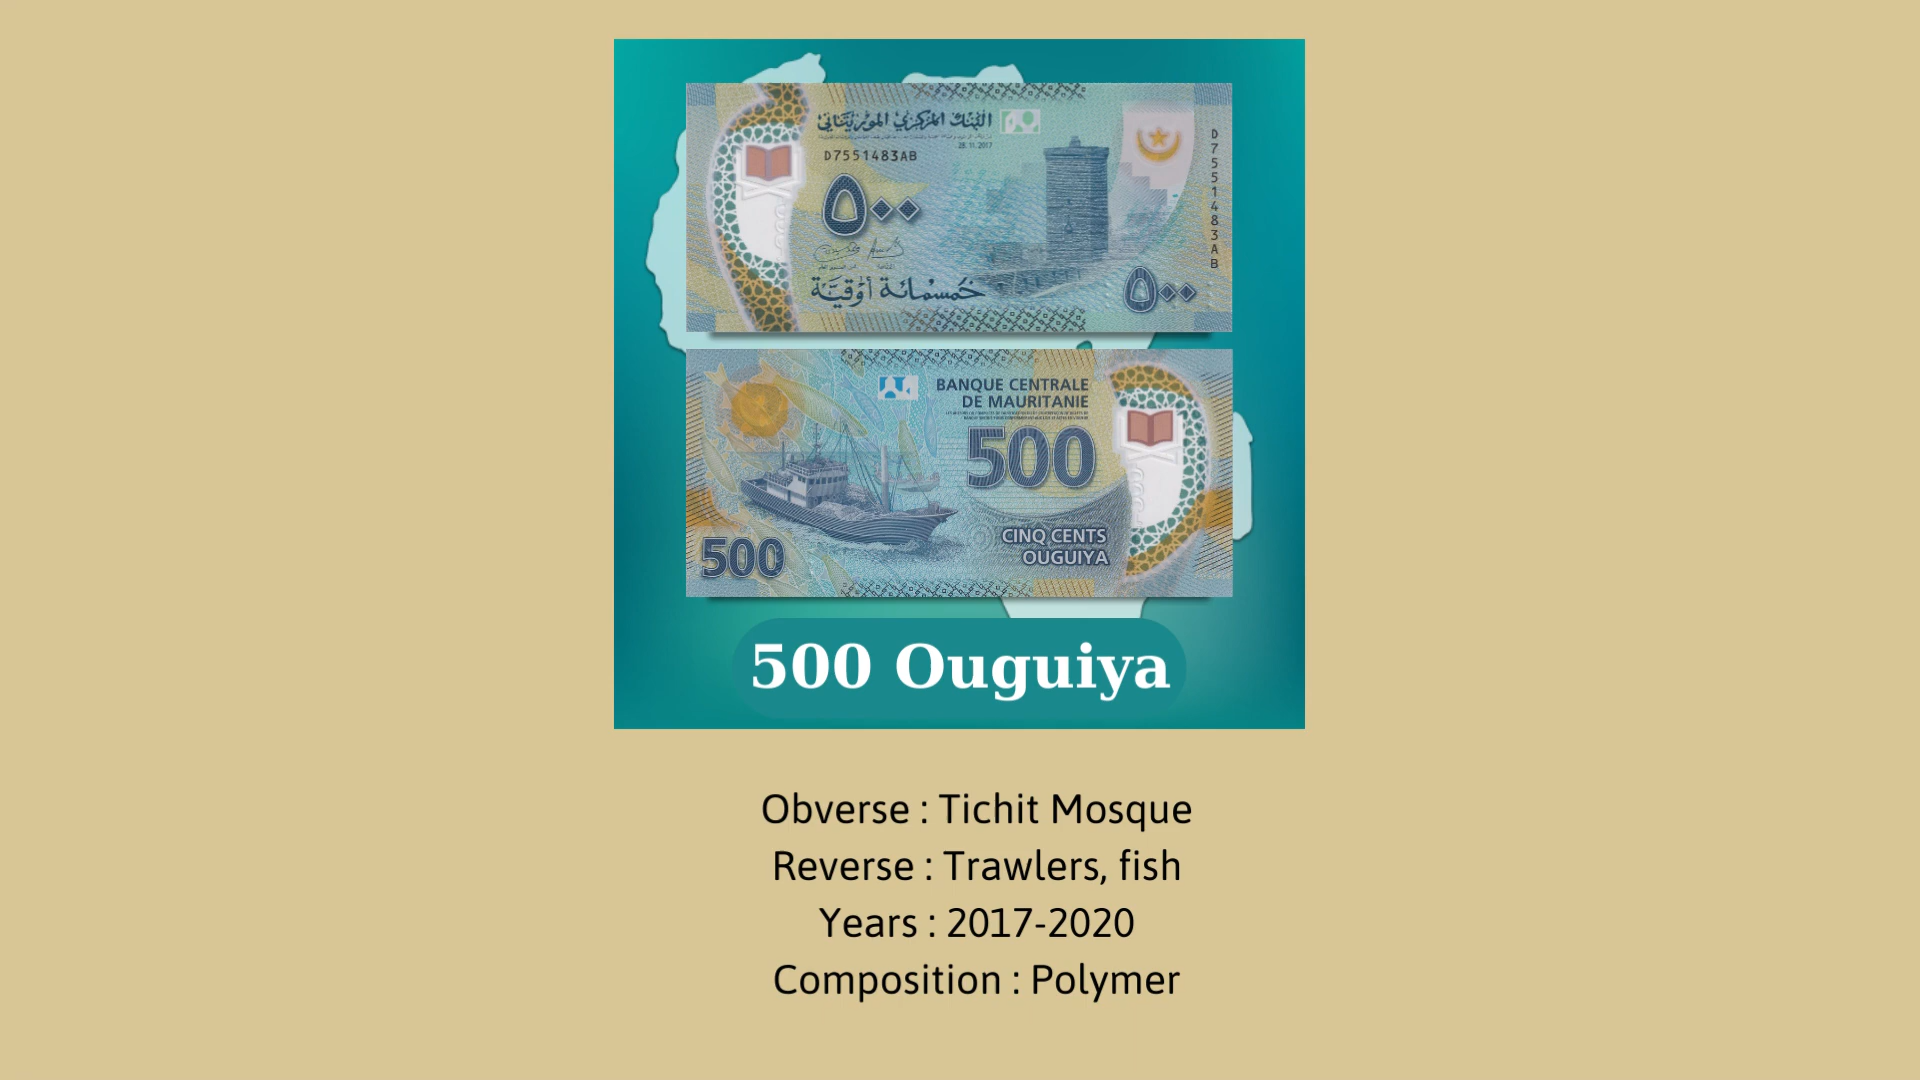 البنك المركزي الموريتاني
28. 11. 2017
D7551483AB
٥٠٠
خمسمائة أوقية
٥٠٠
D7551483AB
BANQUE CENTRALE
DE MAURITANIE
500
CINQ CENTS
OUGUIYA
500
500 Ouguiya
Obverse : Tichit Mosque
Reverse : Trawlers, fish
Years : 2017-2020
Composition : Polymer